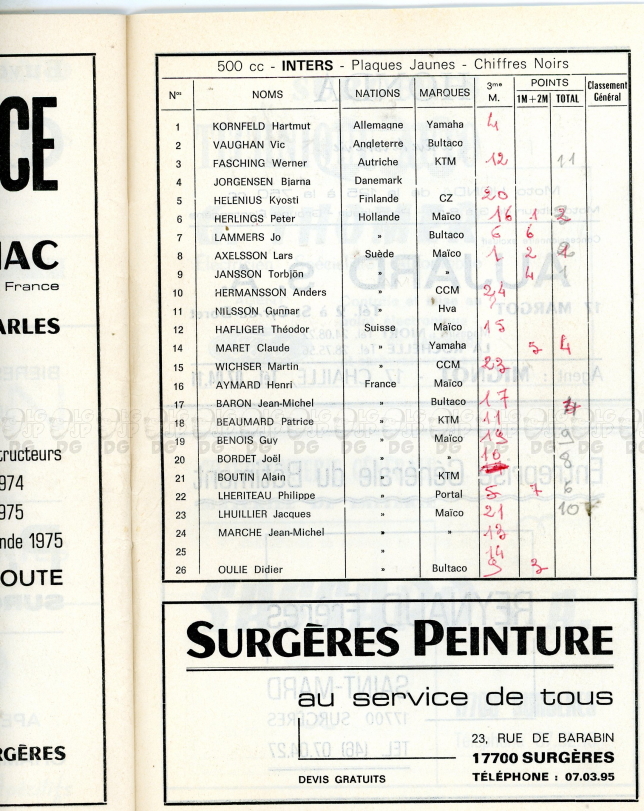 CE
IAC
France
ARLES
structeurs
974
975
nde 1975
OUTE
RGÈRES
500 cc - INTERS - Plaques Jaunes - Chiffres Noirs
Nos NOMS NATIONS MARQUES 3me M. POINTS 1M+2M TOTAL Classement Général
1 KORNFELD Hartmut Allemagne Yamaha 4
2 VAUGHAN Vic Angleterre Bultaco
3 FASCHING Werner Autriche KTM 12 11
4 JORGENSEN Bjarna Danemark
5 HELENIUS Kyosti Finlande CZ 20
6 HERLINGS Peter Hollande Maïco 16 1
7 LAMMERS Jo » Bultaco 6 6
8 AXELSSON Lars Suède Maïco 1 2
9 JANSSON Torbjön » » 4 1
10 HERMANSSON Anders » CCM 24
11 NILSSON Gunnar » Hva
12 HAFLIGER Théodor Suisse Maïco 15
14 MARET Claude » Yamaha 5 4
15 WICHSER Martin » CCM 23
16 AYMARD Henri France Maïco
17 BARON Jean-Michel » Bultaco 17
18 BEAUMARD Patrice » KTM 11
19 BENOIS Guy » Maïco 19 9
20 BORDET Joël » » 10 8
21 BOUTIN Alain » KTM
22 LHERITEAU Philippe » Portal 5 7 6
23 LHUILLIER Jacques » Maïco 21 10
24 MARCHE Jean-Michel » » 13
25 » 14
26 OULIE Didier » Bultaco 9 3
SURGÈRES PEINTURE
au service de tous
23, RUE DE BARABIN
17700 SURGÈRES
DEVIS GRATUITS TÉLÉPHONE : 07.03.95